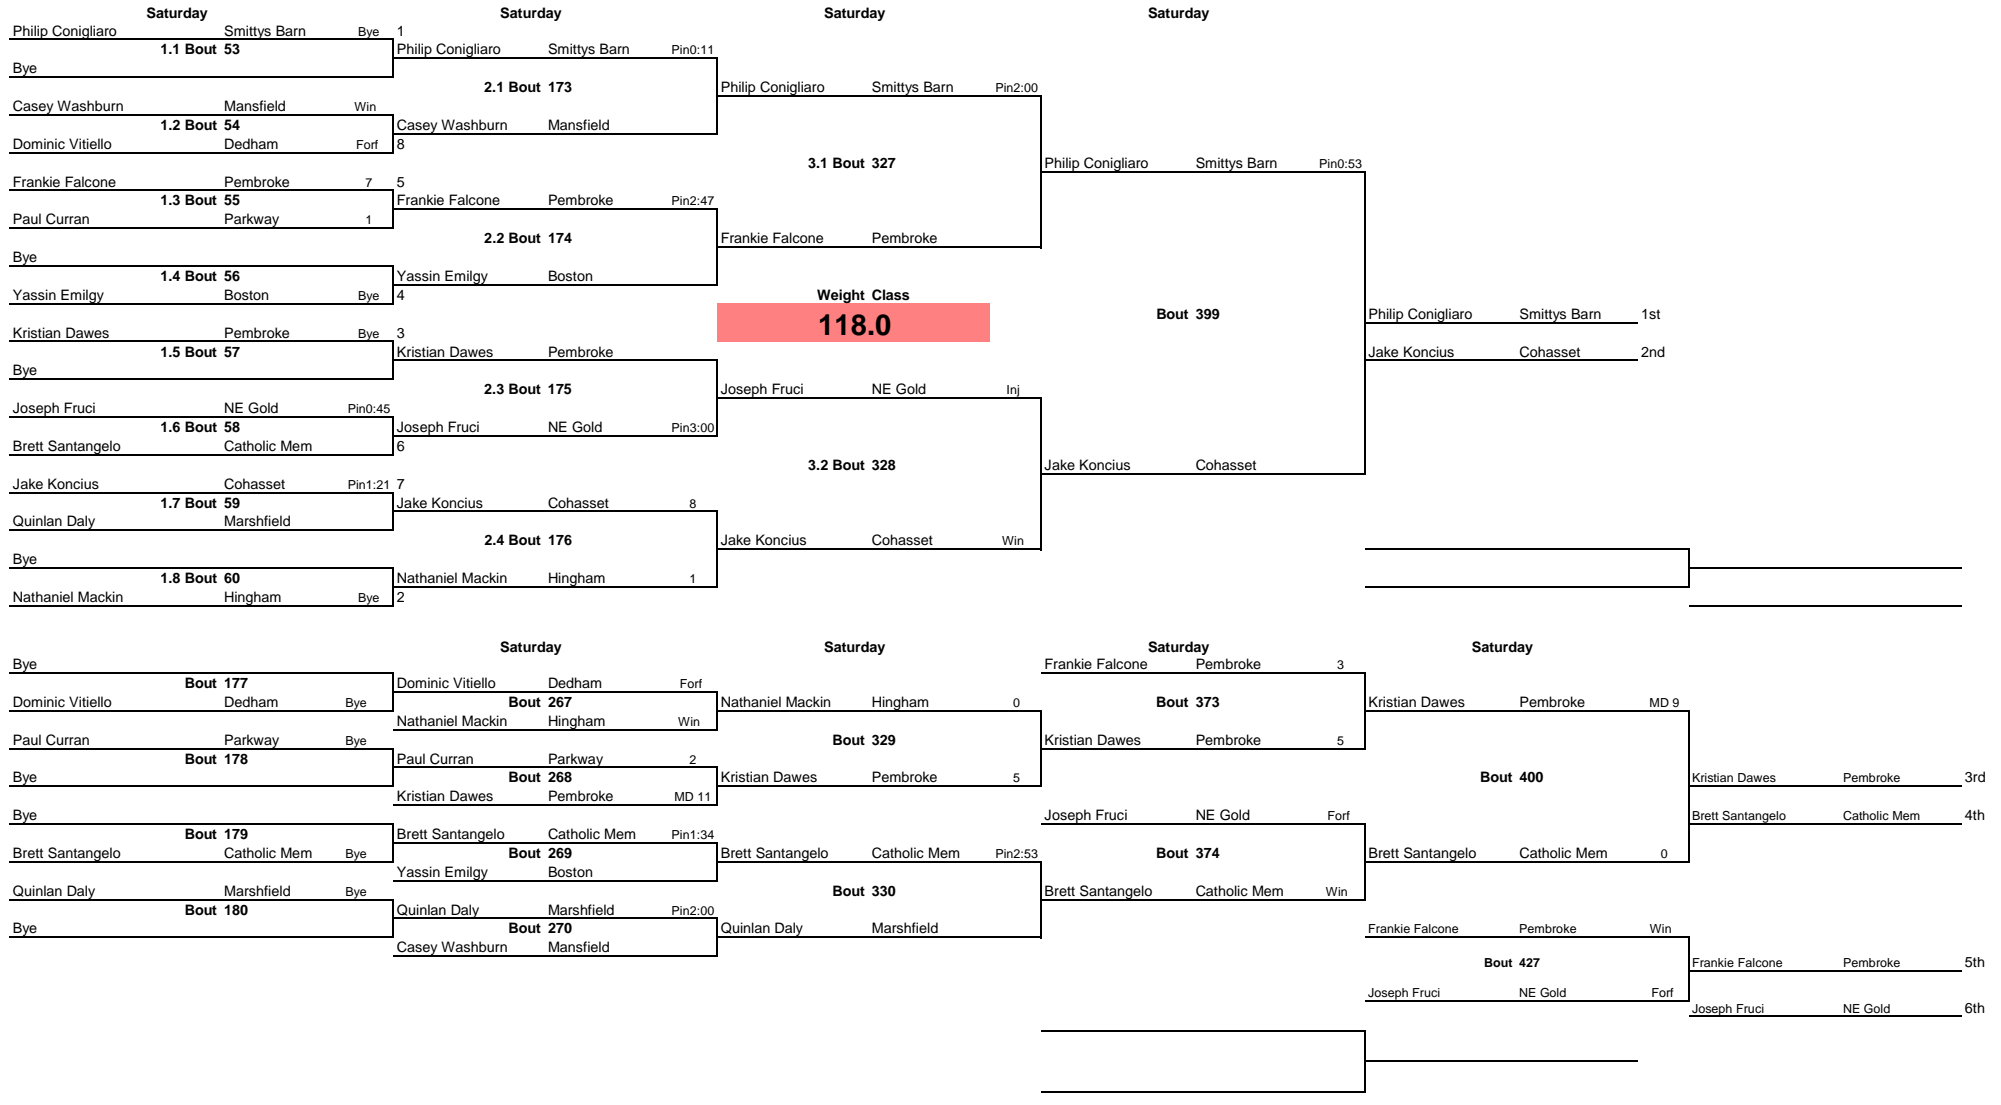 Saturday Saturday Saturday Saturday
Philip Conigliaro Smittys Barn Bye 1
1.1 Bout 53 Philip Conigliaro Smittys Barn Pin0:11
Bye
2.1 Bout 173 Philip Conigliaro Smittys Barn Pin2:00
Casey Washburn Mansfield Win
1.2 Bout 54 Casey Washburn Mansfield
Dominic Vitiello Dedham Forf 8
3.1 Bout 327 Philip Conigliaro Smittys Barn Pin0:53
Frankie Falcone Pembroke 7 5
1.3 Bout 55 Frankie Falcone Pembroke Pin2:47
Paul Curran Parkway 1
2.2 Bout 174 Frankie Falcone Pembroke
Bye
1.4 Bout 56 Yassin Emilgy Boston
Yassin Emilgy Boston Bye 4 Weight Class
118.0 Bout 399 Philip Conigliaro Smittys Barn 1st
Kristian Dawes Pembroke Bye 3
1.5 Bout 57 Kristian Dawes Pembroke Jake Koncius Cohasset 2nd
Bye
2.3 Bout 175 Joseph Fruci NE Gold Inj
Joseph Fruci NE Gold Pin0:45
1.6 Bout 58 Joseph Fruci NE Gold Pin3:00
Brett Santangelo Catholic Mem 6
3.2 Bout 328 Jake Koncius Cohasset
Jake Koncius Cohasset Pin1:21 7
1.7 Bout 59 Jake Koncius Cohasset 8
Quinlan Daly Marshfield
2.4 Bout 176 Jake Koncius Cohasset Win
Bye
1.8 Bout 60 Nathaniel Mackin Hingham 1
Nathaniel Mackin Hingham Bye 2
Saturday Saturday Saturday Saturday
Bye Frankie Falcone Pembroke 3
Bout 177 Dominic Vitiello Dedham Forf
Dominic Vitiello Dedham Bye Bout 267 Nathaniel Mackin Hingham 0 Bout 373 Kristian Dawes Pembroke MD 9
Nathaniel Mackin Hingham Win
Paul Curran Parkway Bye Bout 329 Kristian Dawes Pembroke 5
Bout 178 Paul Curran Parkway 2
Bye Bout 268 Kristian Dawes Pembroke 5 Bout 400 Kristian Dawes Pembroke 3rd
Kristian Dawes Pembroke MD 11
Bye Joseph Fruci NE Gold Forf Brett Santangelo Catholic Mem 4th
Bout 179 Brett Santangelo Catholic Mem Pin1:34
Brett Santangelo Catholic Mem Bye Bout 269 Brett Santangelo Catholic Mem Pin2:53 Bout 374 Brett Santangelo Catholic Mem 0
Yassin Emilgy Boston
Quinlan Daly Marshfield Bye Bout 330 Brett Santangelo Catholic Mem Win
Bout 180 Quinlan Daly Marshfield Pin2:00
Bye Bout 270 Quinlan Daly Marshfield Frankie Falcone Pembroke Win
Casey Washburn Mansfield
Bout 427 Frankie Falcone Pembroke 5th
Joseph Fruci NE Gold Forf
Joseph Fruci NE Gold 6th